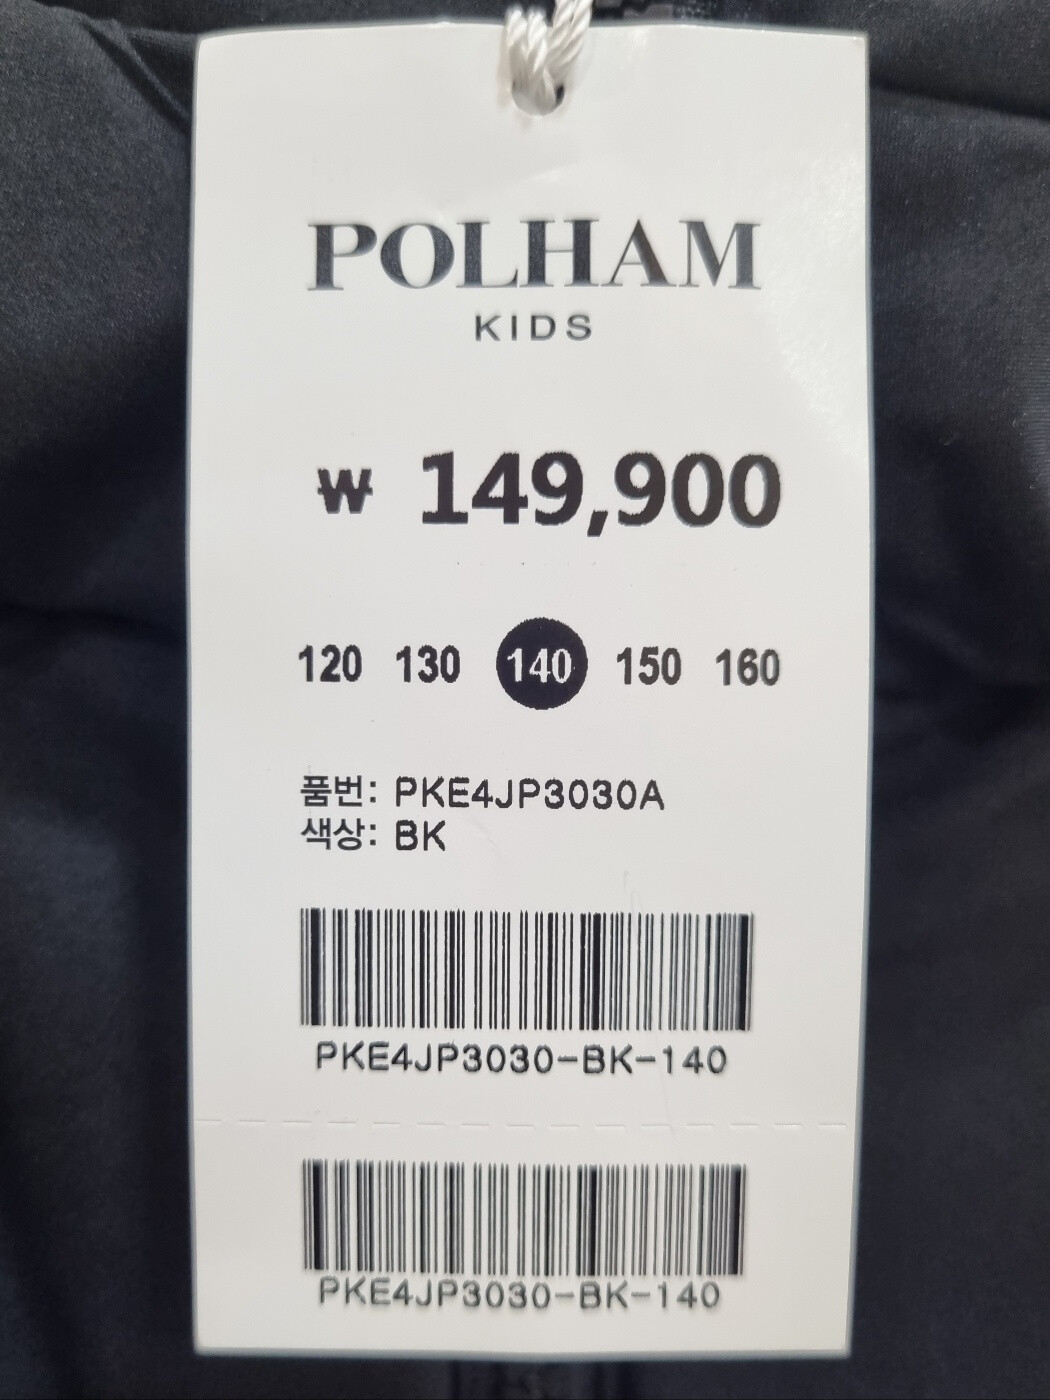 POLHAM
KIDS
₩ 149,900
120 130 140 150 160
품번: PKE4JP3030A
색상: BK
PKE4JP3030-BK-140
PKE4JP3030-BK-140